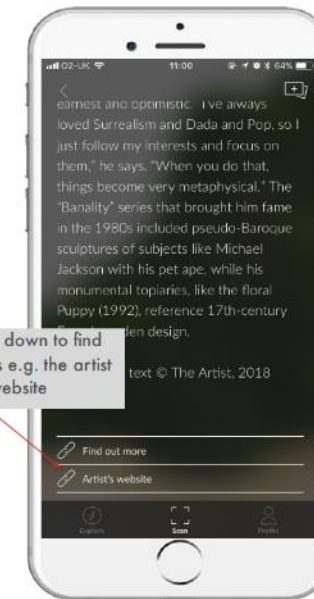 O2-UK 11:00 64%
earnest and optimistic. I've always
loved Surrealism and Dada and Pop, so I
just follow my interests and focus on
them," he says. "When you do that,
things become very metaphysical." The
"Banality" series that brought him fame
in the 1980s included pseudo-Baroque
sculptures of subjects like Michael
Jackson with his pet ape, while his
monumental topiaries, like the floral
Puppy (1992), reference 17th-century
den design.
down to find
s e.g. the artist
website
text © The Artist, 2018
Find out more
Artist's website
Explore Scan Profile